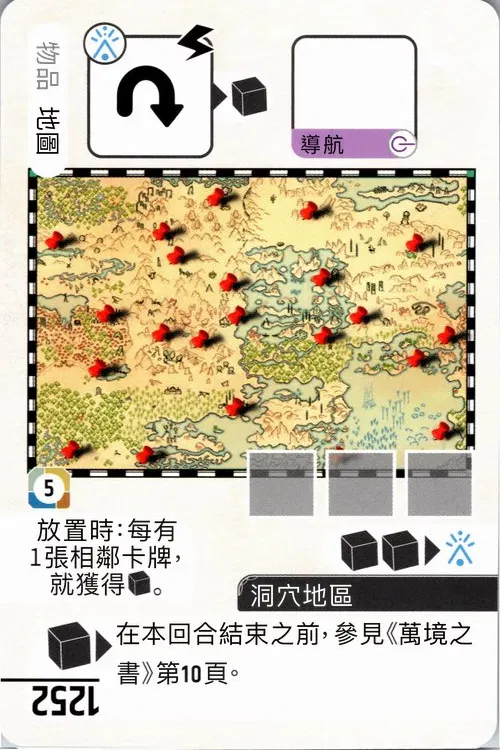 物品 地圖
導航
5
放置時：每有
1張相鄰卡牌，
就獲得。
洞穴地區
在本回合結束之前，參見《萬境之
書》第10頁。
1252